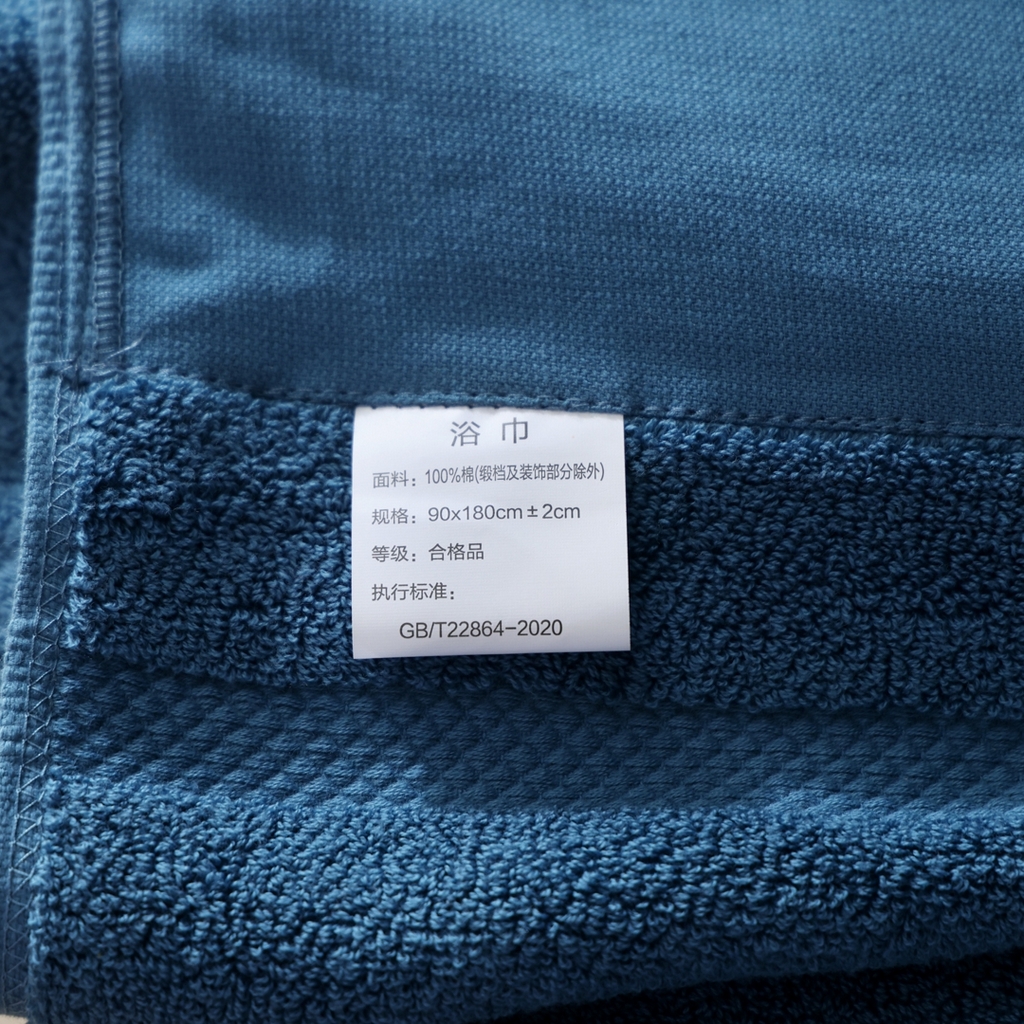 浴巾
面料：100%棉(缎档及装饰部分除外)
规格：90x180cm±2cm
等级：合格品
执行标准：
GB/T22864-2020